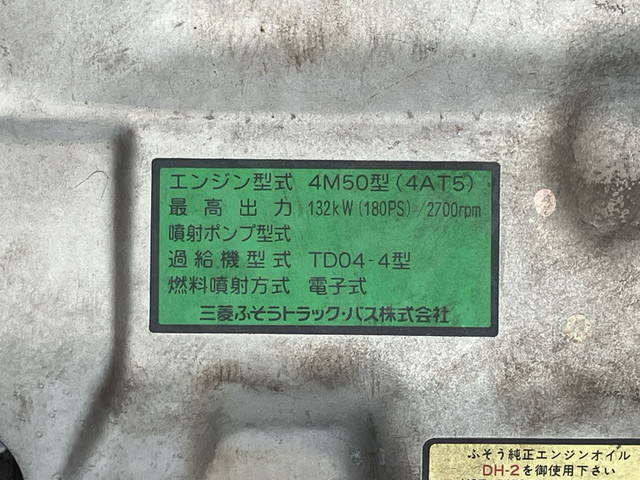 エンジン型式 4M50型(4AT5)
最高出力 132kW(180PS)/2700rpm
噴射ポンプ型式
過給機型式 TD04-4型
燃料噴射方式 電子式
三菱ふそうトラック・バス株式会社
ふそう純正エンジンオイル
DH-2を御使用下さい